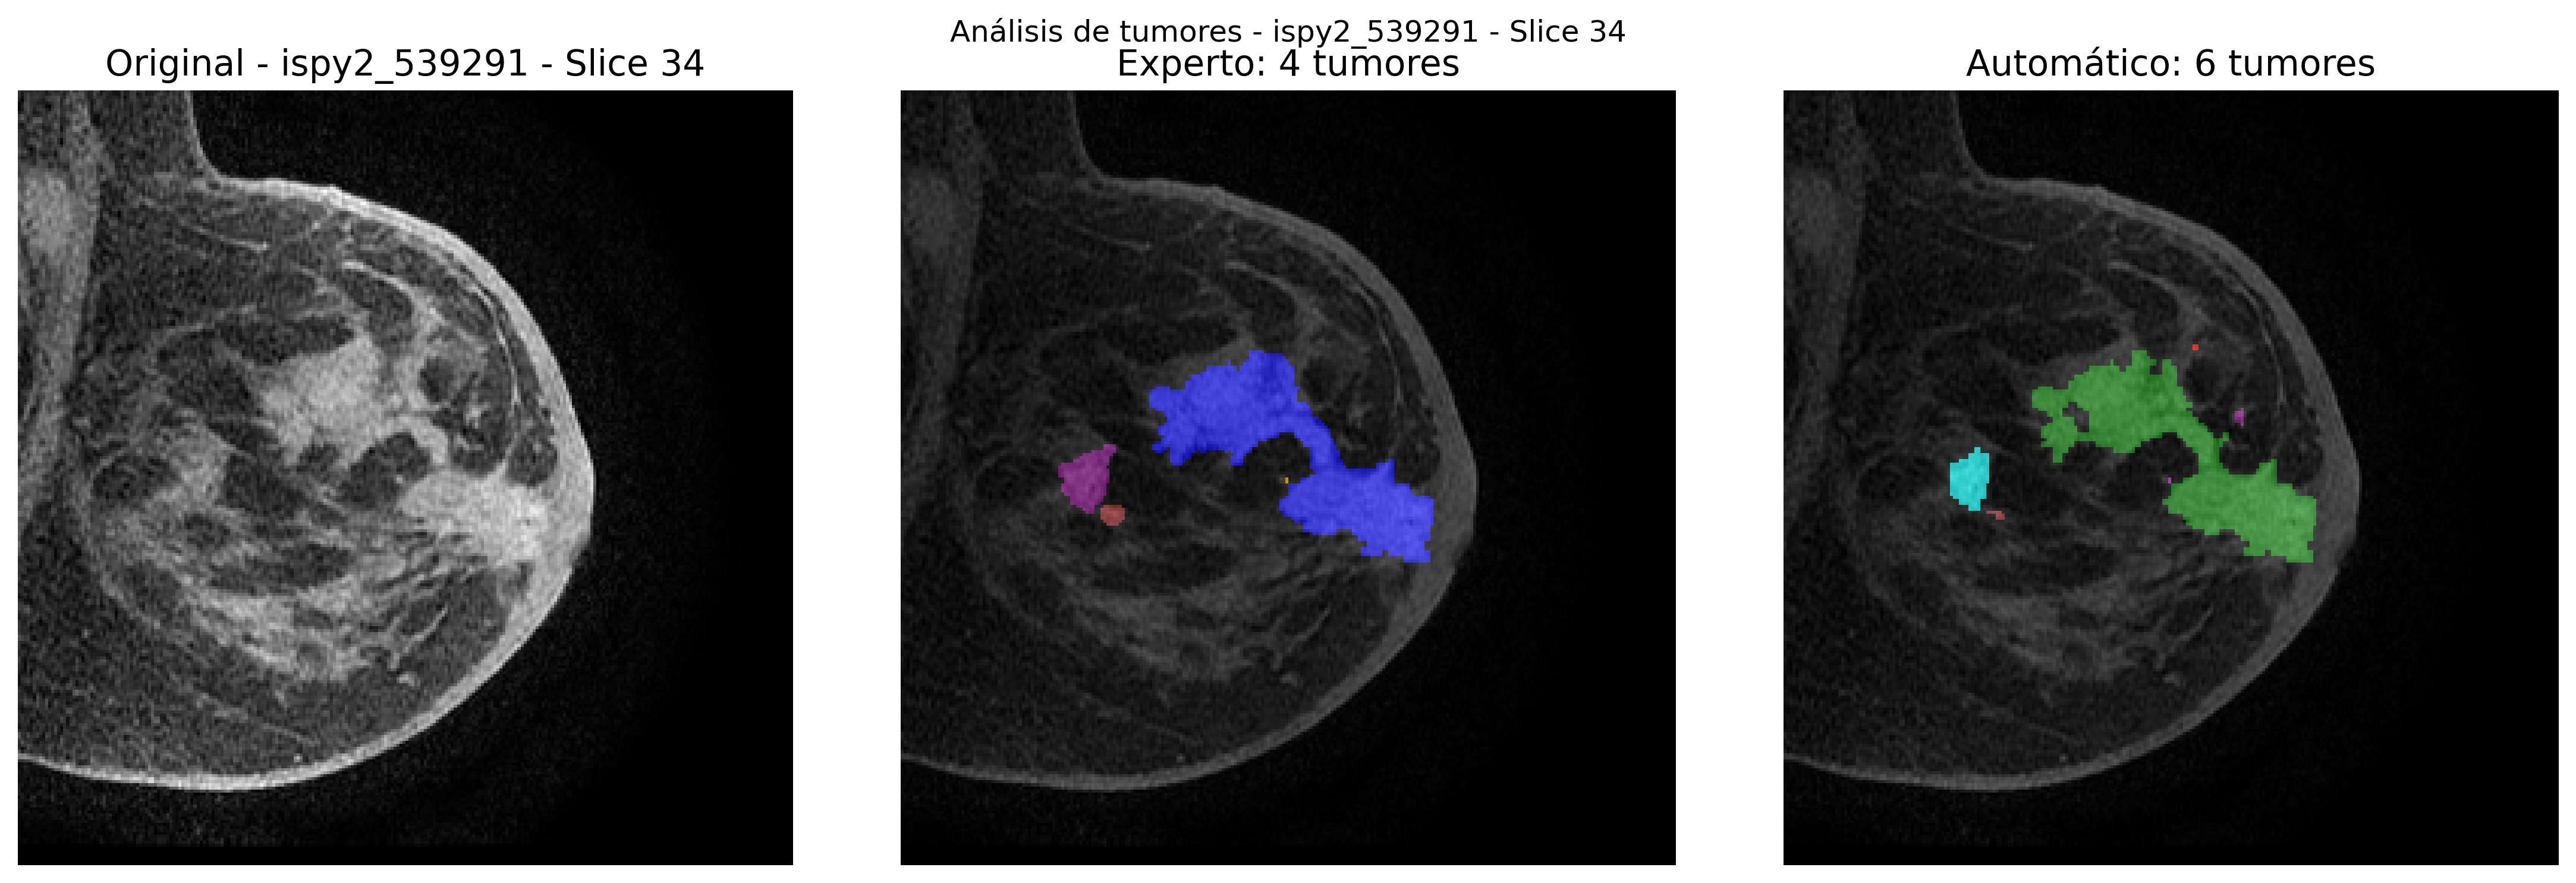 Análisis de tumores - ispy2_539291 - Slice 34
Original - ispy2_539291 - Slice 34
Experto: 4 tumores
Automático: 6 tumores